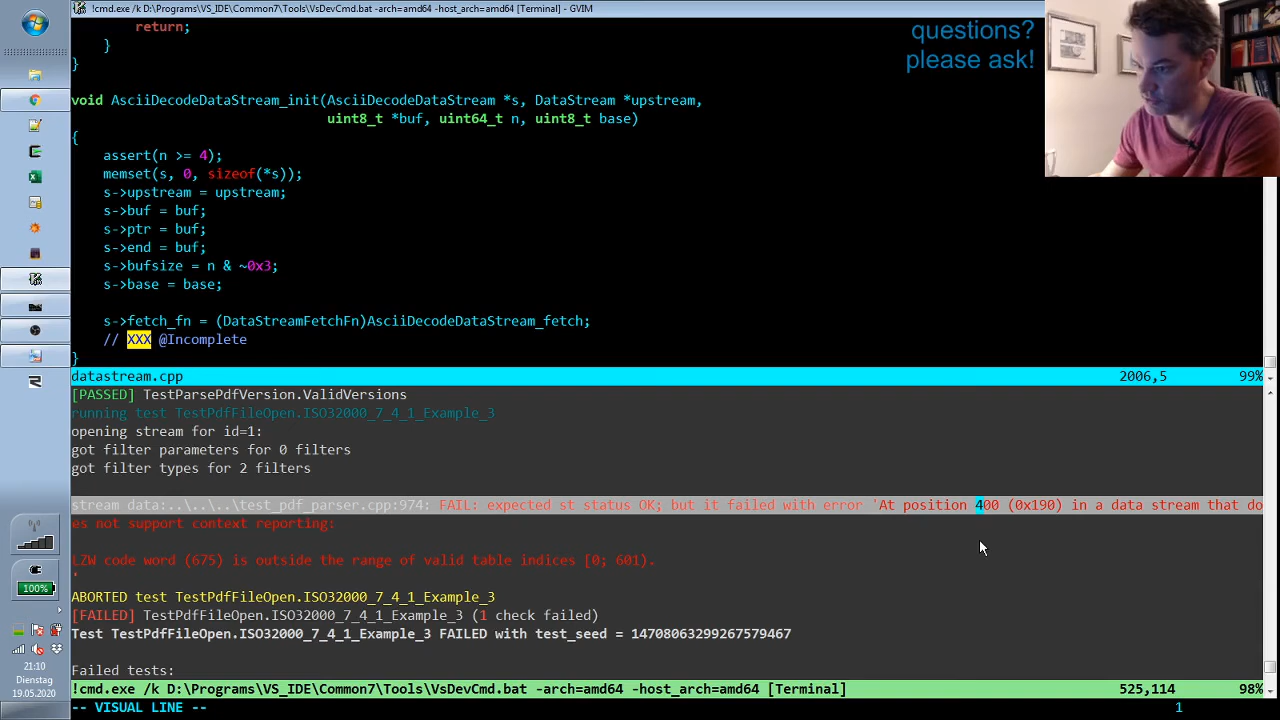 !cmd.exe /k D:\Programs\VS_IDE\Common7\Tools\VsDevCmd.bat -arch=amd64 -host_arch=amd64 [Terminal] - GVIM
questions?
please ask!
        return;
    }
}
void AsciiDecodeDataStream_init(AsciiDecodeDataStream *s, DataStream *upstream,
                                uint8_t *buf, uint64_t n, uint8_t base)
{
    assert(n >= 4);
    memset(s, 0, sizeof(*s));
    s->upstream = upstream;
    s->buf = buf;
    s->ptr = buf;
    s->end = buf;
    s->bufsize = n & ~0x3;
    s->base = base;
    s->fetch_fn = (DataStreamFetchFn)AsciiDecodeDataStream_fetch;
    // XXX @Incomplete
}
datastream.cpp 2006,5 99%
[PASSED] TestParsePdfVersion.ValidVersions
running test TestPdfFileOpen.ISO32000_7_4_1_Example_3
opening stream for id=1:
got filter parameters for 0 filters
got filter types for 2 filters
stream data:..\..\..\test_pdf_parser.cpp:974: FAIL: expected st status OK; but it failed with error 'At position 400 (0x190) in a data stream that do
es not support context reporting:
LZW code word (675) is outside the range of valid table indices [0; 601).
'
ABORTED test TestPdfFileOpen.ISO32000_7_4_1_Example_3
[FAILED] TestPdfFileOpen.ISO32000_7_4_1_Example_3 (1 check failed)
Test TestPdfFileOpen.ISO32000_7_4_1_Example_3 FAILED with test_seed = 14708063299267579467
Failed tests:
!cmd.exe /k D:\Programs\VS_IDE\Common7\Tools\VsDevCmd.bat -arch=amd64 -host_arch=amd64 [Terminal] 525,114 98%
-- VISUAL LINE -- 1
100%
21:10
Dienstag
19.05.2020